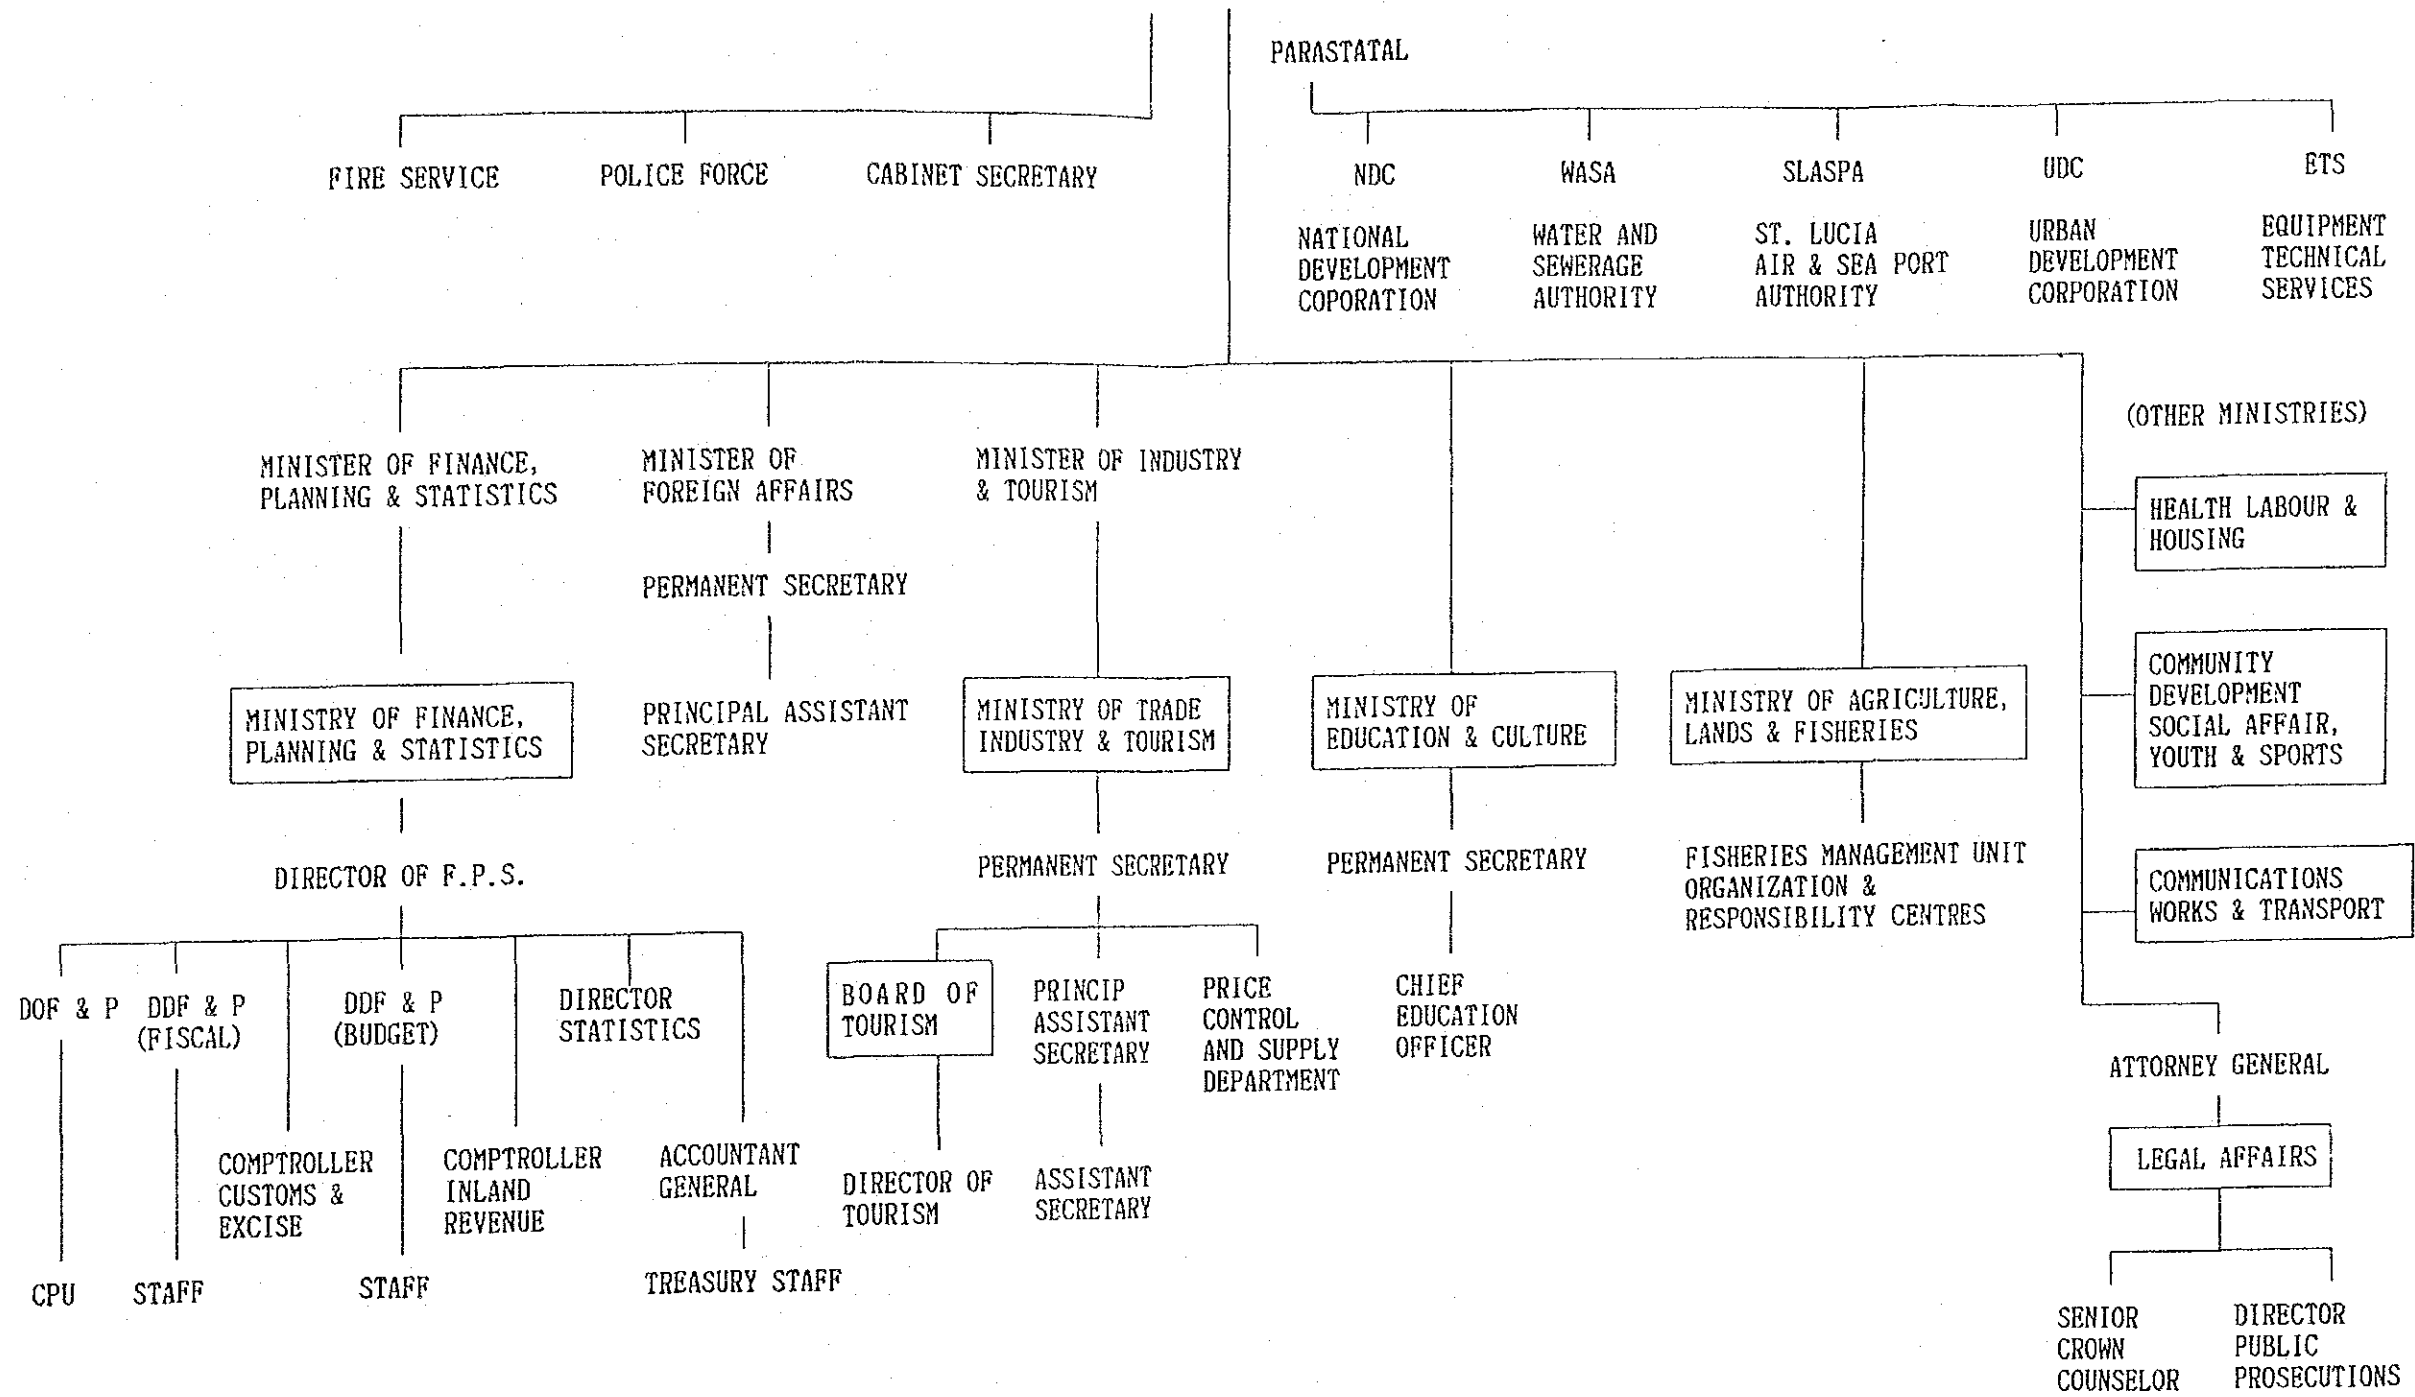 PARASTATAL
FIRE SERVICE
POLICE FORCE
CABINET SECRETARY
NDC
NATIONAL
DEVELOPMENT
COPORATION
WASA
WATER AND
SEWERAGE
AUTHORITY
SLASPA
ST. LUCIA
AIR & SEA PORT
AUTHORITY
UDC
URBAN
DEVELOPMENT
CORPORATION
ETS
EQUIPMENT
TECHNICAL
SERVICES
MINISTER OF FINANCE,
PLANNING & STATISTICS
MINISTER OF
FOREIGN AFFAIRS
PERMANENT SECRETARY
PRINCIPAL ASSISTANT
SECRETARY
MINISTER OF INDUSTRY
& TOURISM
(OTHER MINISTRIES)
HEALTH LABOUR &
HOUSING
COMMUNITY
DEVELOPMENT
SOCIAL AFFAIR,
YOUTH & SPORTS
COMMUNICATIONS
WORKS & TRANSPORT
MINISTRY OF FINANCE,
PLANNING & STATISTICS
MINISTRY OF TRADE
INDUSTRY & TOURISM
MINISTRY OF
EDUCATION & CULTURE
MINISTRY OF AGRICULTURE,
LANDS & FISHERIES
DIRECTOR OF F.P.S.
PERMANENT SECRETARY
PERMANENT SECRETARY
FISHERIES MANAGEMENT UNIT
ORGANIZATION &
RESPONSIBILITY CENTRES
DOF & P
DDF & P
(FISCAL)
DDF & P
(BUDGET)
DIRECTOR
STATISTICS
BOARD OF
TOURISM
PRINCIP
ASSISTANT
SECRETARY
PRICE
CONTROL
AND SUPPLY
DEPARTMENT
CHIEF
EDUCATION
OFFICER
ATTORNEY GENERAL
LEGAL AFFAIRS
COMPTROLLER
CUSTOMS &
EXCISE
COMPTROLLER
INLAND
REVENUE
ACCOUNTANT
GENERAL
DIRECTOR OF
TOURISM
ASSISTANT
SECRETARY
CPU
STAFF
STAFF
TREASURY STAFF
SENIOR
CROWN
COUNSELOR
DIRECTOR
PUBLIC
PROSECUTIONS